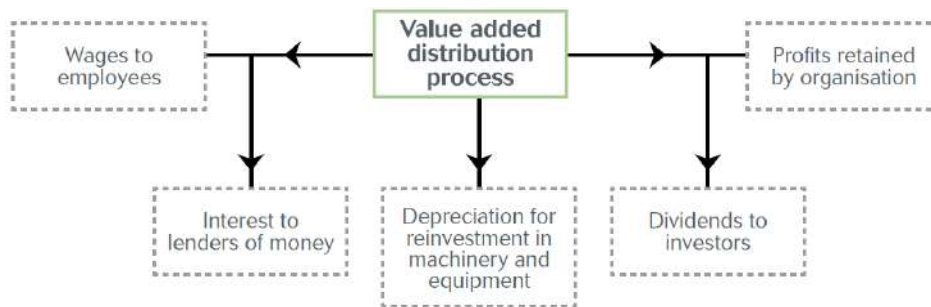 Value added
distribution
process
Wages to
employees
Profits retained
by organisation
Interest to
lenders of money
Depreciation for
reinvestment in
machinery and
equipment
Dividends to
investors